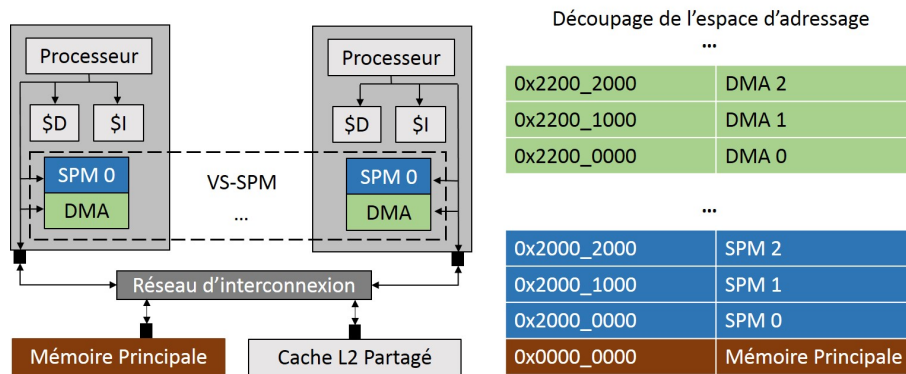 Processeur
$D
$I
SPM 0
DMA
VS-SPM
...
Processeur
$D
$I
SPM 0
DMA
Réseau d'interconnexion
Mémoire Principale
Cache L2 Partagé
Découpage de l'espace d'adressage
...
0x2200_2000 DMA 2
0x2200_1000 DMA 1
0x2200_0000 DMA 0
...
0x2000_2000 SPM 2
0x2000_1000 SPM 1
0x2000_0000 SPM 0
0x0000_0000 Mémoire Principale